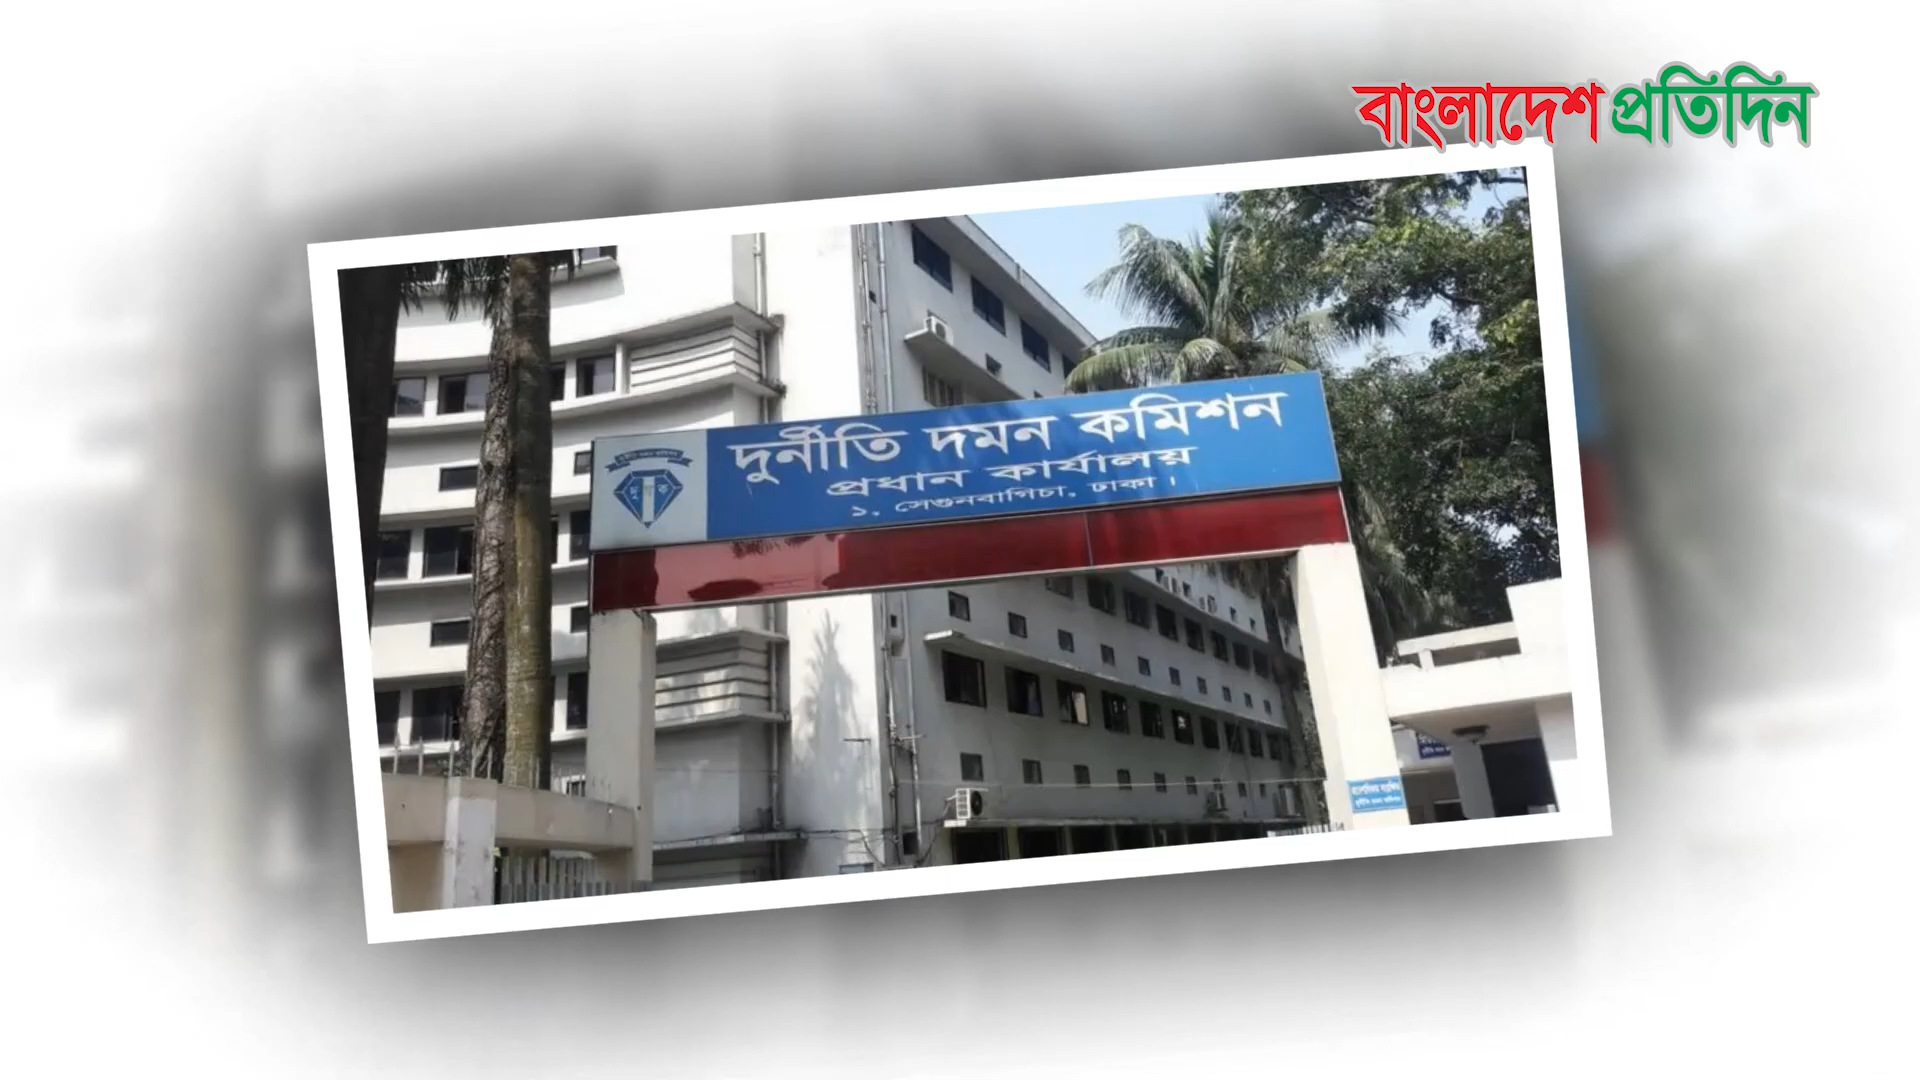 বাংলাদেশ প্রতিদিন
দুর্নীতি দমন কমিশন
প্রধান কার্যালয়
১, সেগুনবাগিচা, ঢাকা।